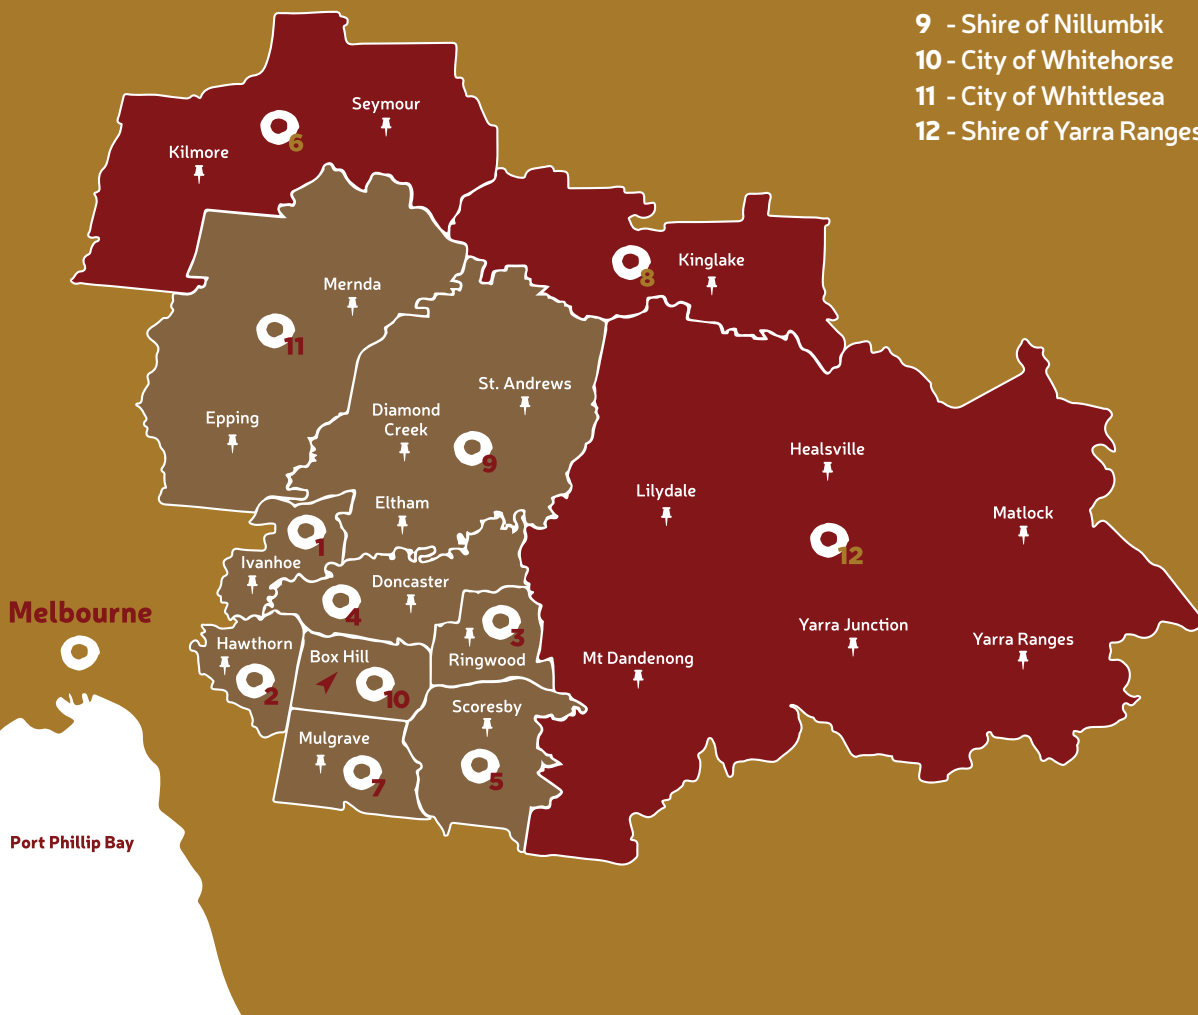 9 - Shire of Nillumbik
10 - City of Whitehorse
11 - City of Whittlesea
12 - Shire of Yarra Ranges
Seymour
6
Kilmore
8
Kinglake
Mernda
11
St. Andrews
Diamond
Creek
Epping
9
Healsville
Lilydale
Eltham
Matlock
1
12
Ivanhoe
Doncaster
4
Melbourne
3
Yarra Junction
Yarra Ranges
Hawthorn
Box Hill
Ringwood
Mt Dandenong
2
10
Scoresby
Mulgrave
7
5
Port Phillip Bay